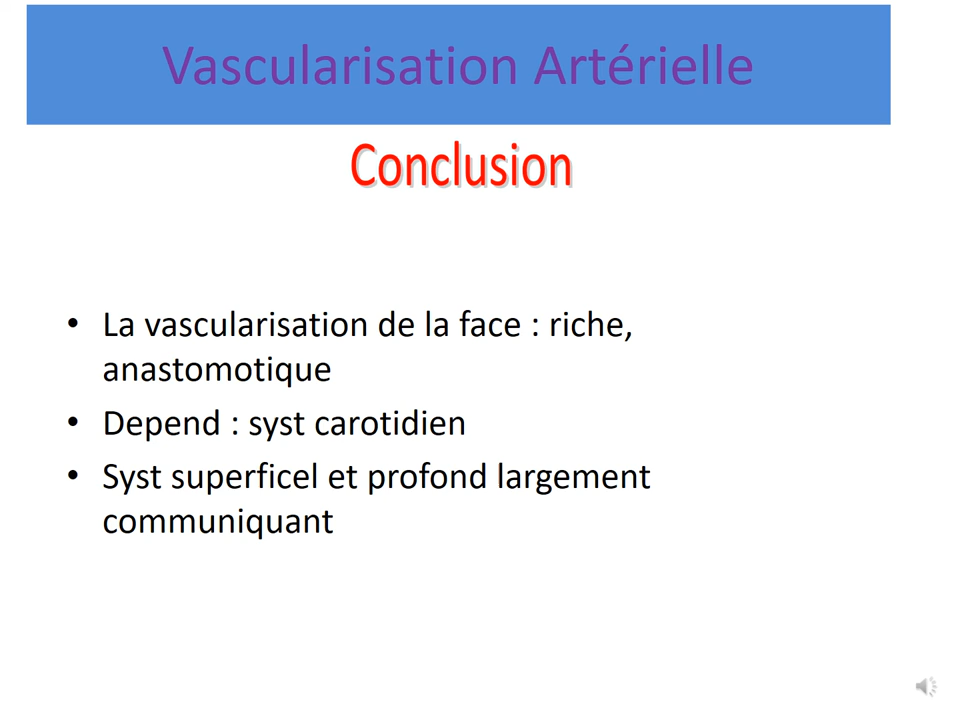 Vascularisation Artérielle
Conclusion
• La vascularisation de la face : riche,
anastomotique
• Depend : syst carotidien
• Syst superficel et profond largement
communiquant